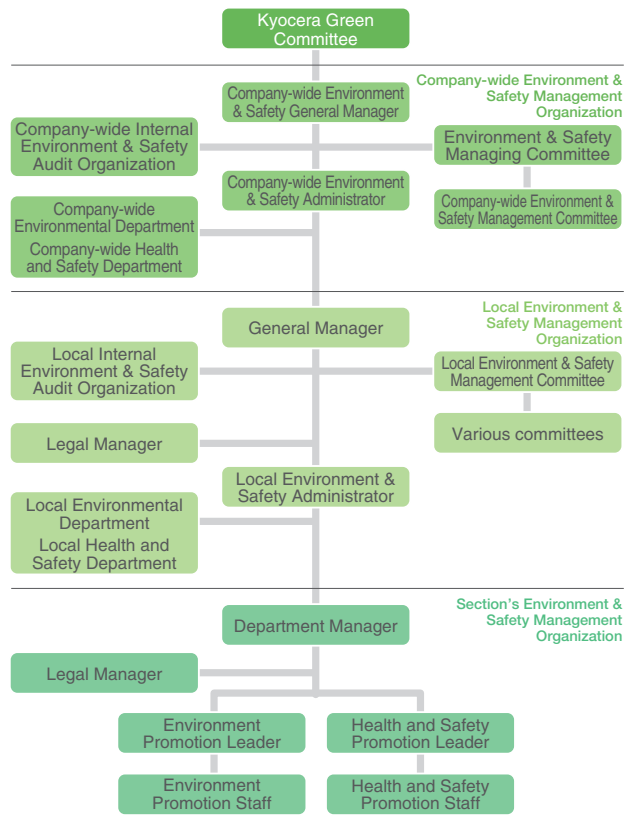 Kyocera Green
Committee
Company-wide Environment &
Safety Management
Organization
Company-wide Environment
& Safety General Manager
Company-wide Internal
Environment & Safety
Audit Organization
Environment & Safety
Managing Committee
Company-wide Environment
& Safety Administrator
Company-wide Environment &
Safety Management Committee
Company-wide
Environmental Department
Company-wide Health
and Safety Department
Local Environment &
Safety Management
Organization
General Manager
Local Internal
Environment & Safety
Audit Organization
Local Environment & Safety
Management Committee
Legal Manager
Various committees
Local Environment &
Safety Administrator
Local Environmental
Department
Local Health and
Safety Department
Section's Environment &
Safety Management
Organization
Department Manager
Legal Manager
Environment
Promotion Leader
Health and Safety
Promotion Leader
Environment
Promotion Staff
Health and Safety
Promotion Staff